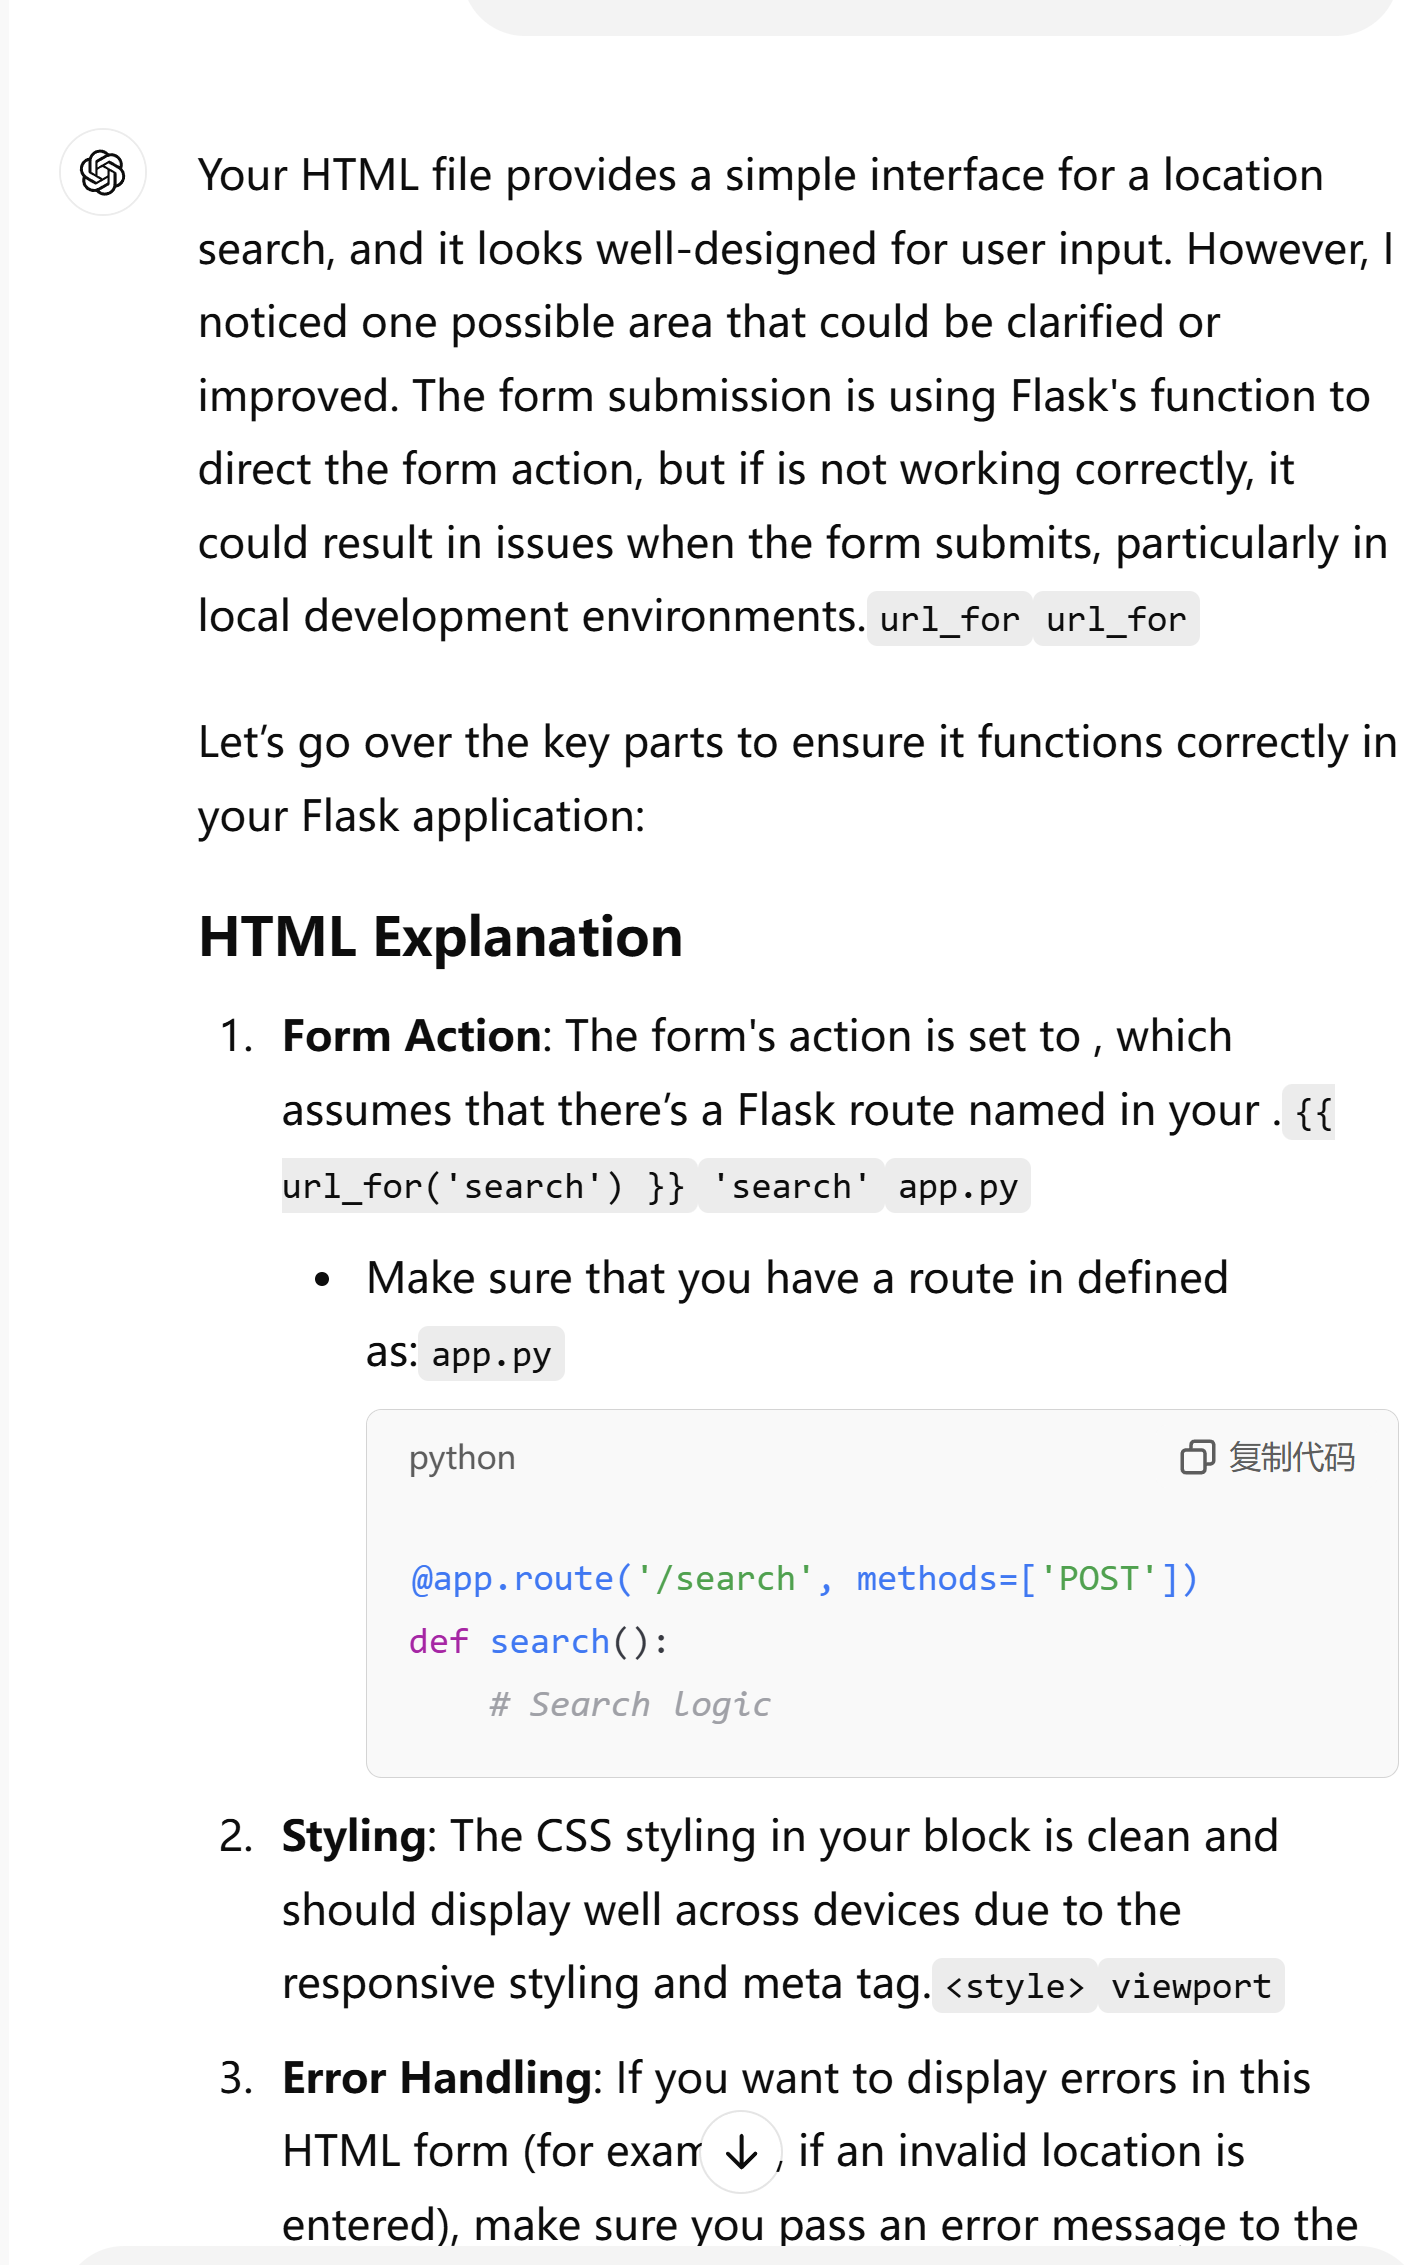 Your HTML file provides a simple interface for a location
search, and it looks well-designed for user input. However, I
noticed one possible area that could be clarified or
improved. The form submission is using Flask's function to
direct the form action, but if is not working correctly, it
could result in issues when the form submits, particularly in
local development environments. url_for url_for
Let’s go over the key parts to ensure it functions correctly in
your Flask application:
HTML Explanation
1. Form Action: The form's action is set to , which
assumes that there’s a Flask route named in your . {{
url_for('search') }} 'search' app.py
• Make sure that you have a route in defined
as: app.py
python 复制代码
@app.route('/search', methods=['POST'])
def search():
# Search logic
2. Styling: The CSS styling in your block is clean and
should display well across devices due to the
responsive styling and meta tag. <style> viewport
3. Error Handling: If you want to display errors in this
HTML form (for exam , if an invalid location is
entered), make sure you pass an error message to the